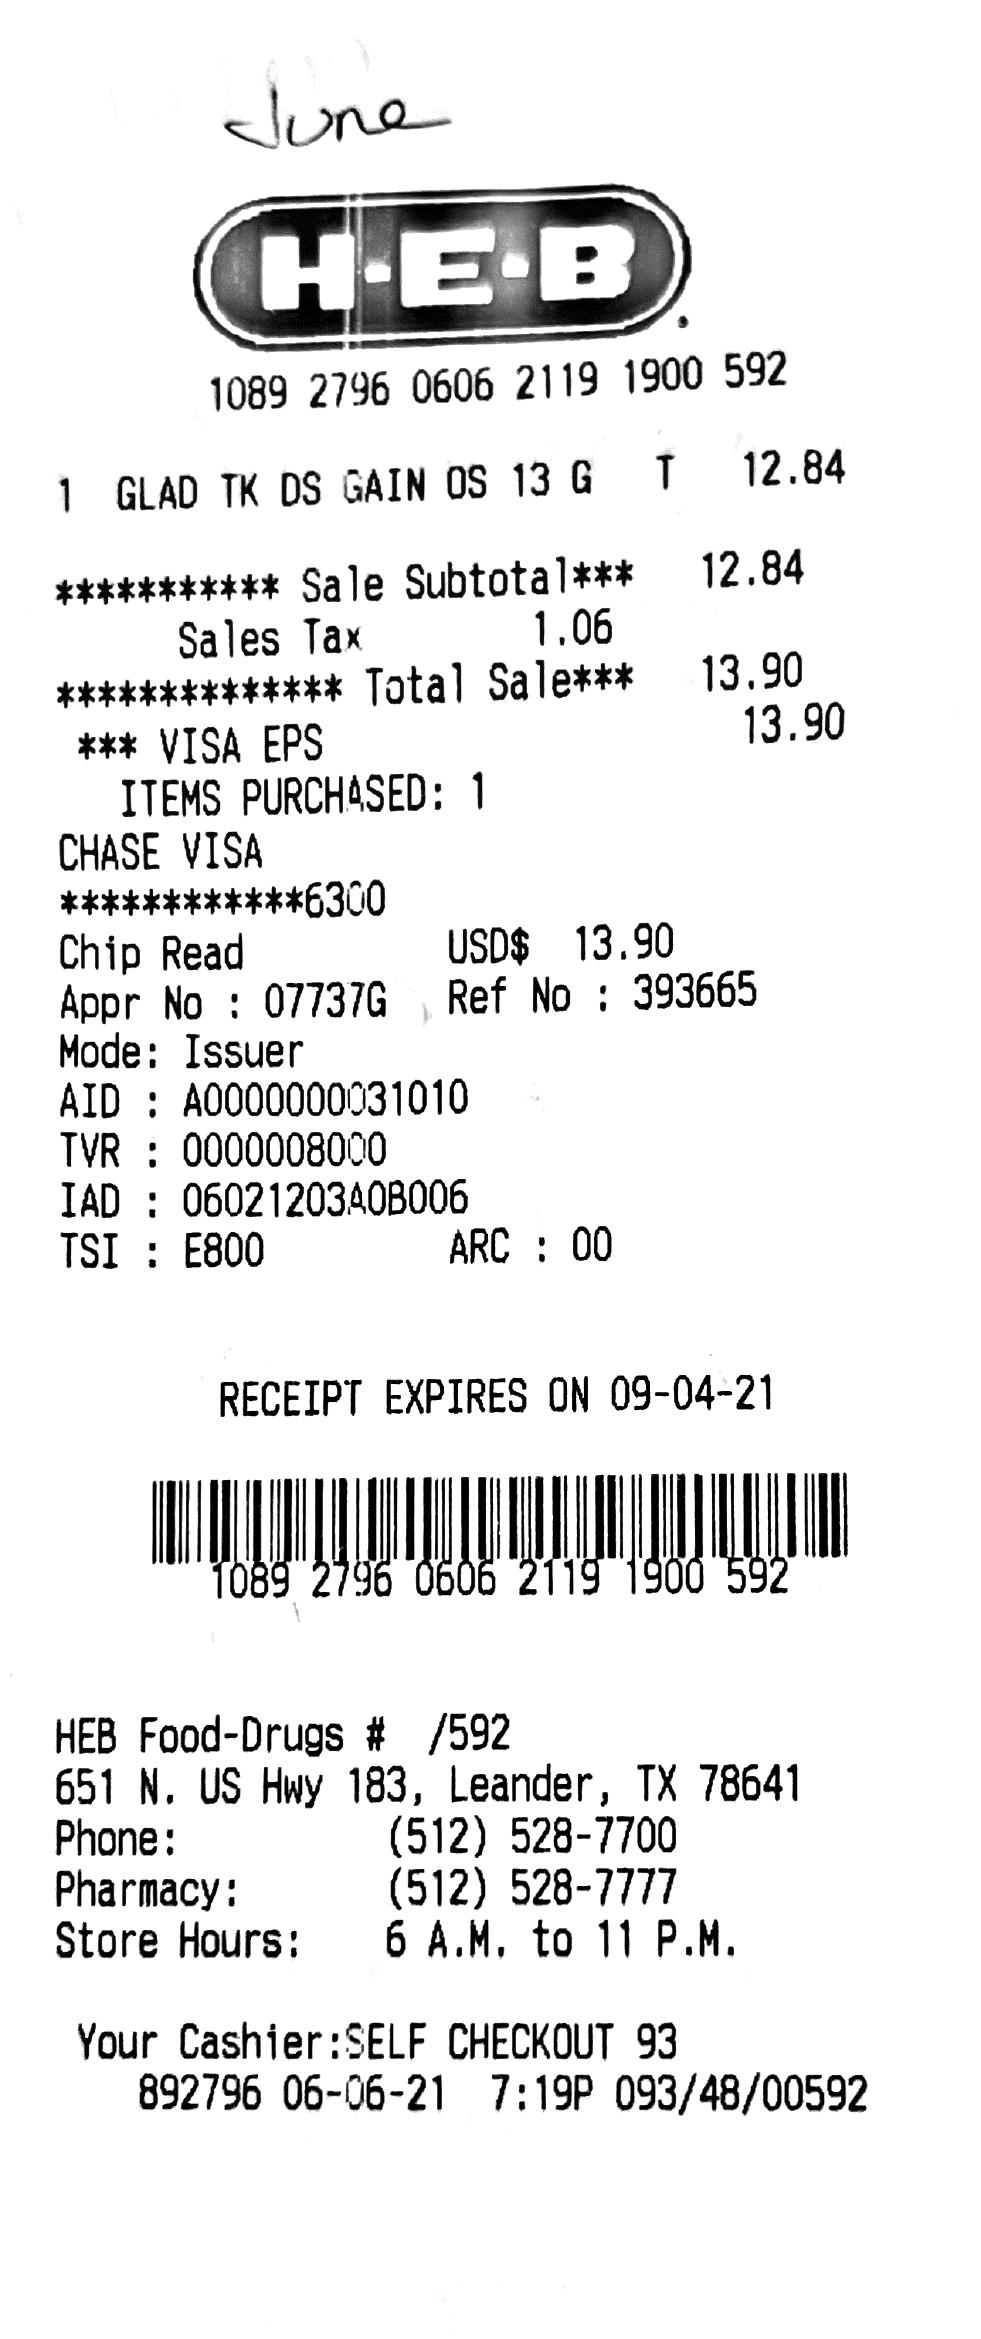 June
H·E·B
1089 2796 0606 2119 1900 592
1 GLAD TK DS GAIN OS 13 G T 12.84
*********** Sale Subtotal*** 12.84
Sales Tax 1.06
************** Total Sale*** 13.90
*** VISA EPS 13.90
ITEMS PURCHASED: 1
CHASE VISA
************6300
Chip Read USD$ 13.90
Appr No : 07737G Ref No : 393665
Mode: Issuer
AID : A0000000031010
TVR : 0000008000
IAD : 06021203A0B006
TSI : E800 ARC : 00
RECEIPT EXPIRES ON 09-04-21
1089 2796 0606 2119 1900 592
HEB Food-Drugs # /592
651 N. US Hwy 183, Leander, TX 78641
Phone: (512) 528-7700
Pharmacy: (512) 528-7777
Store Hours: 6 A.M. to 11 P.M.
Your Cashier:SELF CHECKOUT 93
892796 06-06-21 7:19P 093/48/00592